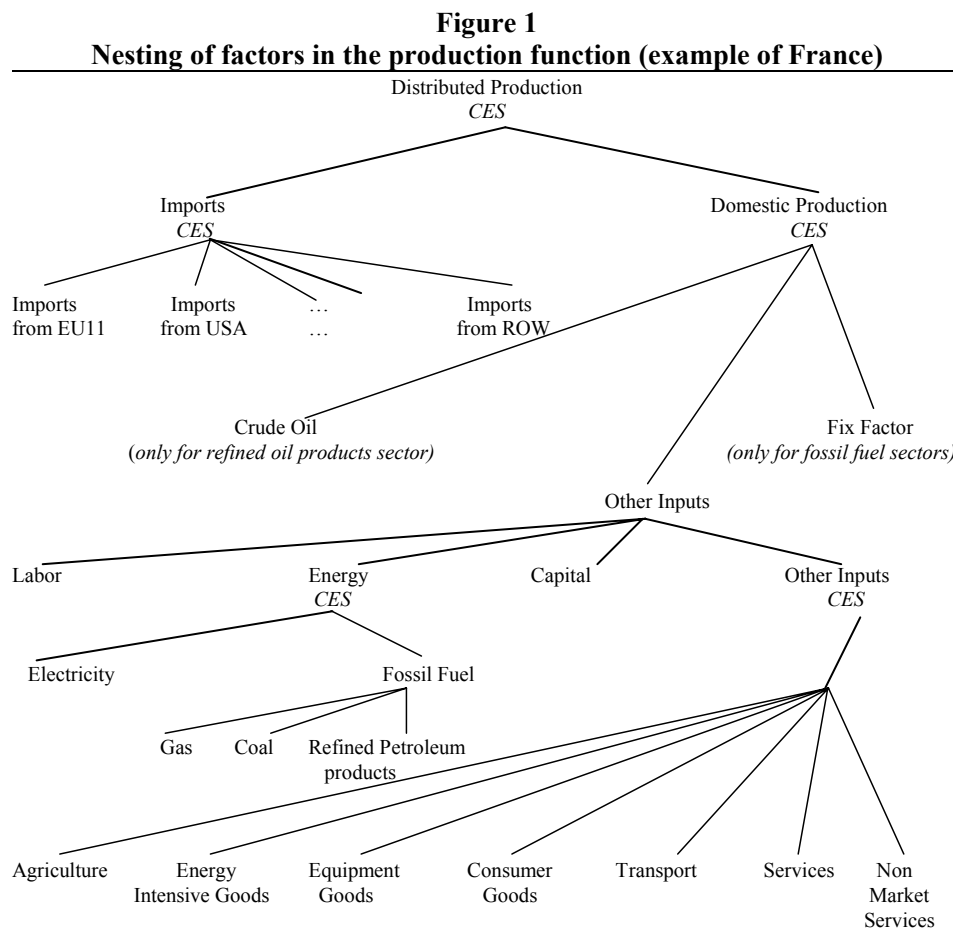 Figure 1
Nesting of factors in the production function (example of France)
Distributed Production
CES
Imports
CES
Domestic Production
CES
Imports
from EU11
Imports
from USA
…
…
Imports
from ROW
Crude Oil
(only for refined oil products sector)
Fix Factor
(only for fossil fuel sectors)
Other Inputs
Labor
Energy
CES
Capital
Other Inputs
CES
Electricity
Fossil Fuel
Gas
Coal
Refined Petroleum
products
Agriculture
Energy
Intensive Goods
Equipment
Goods
Consumer
Goods
Transport
Services
Non
Market
Services